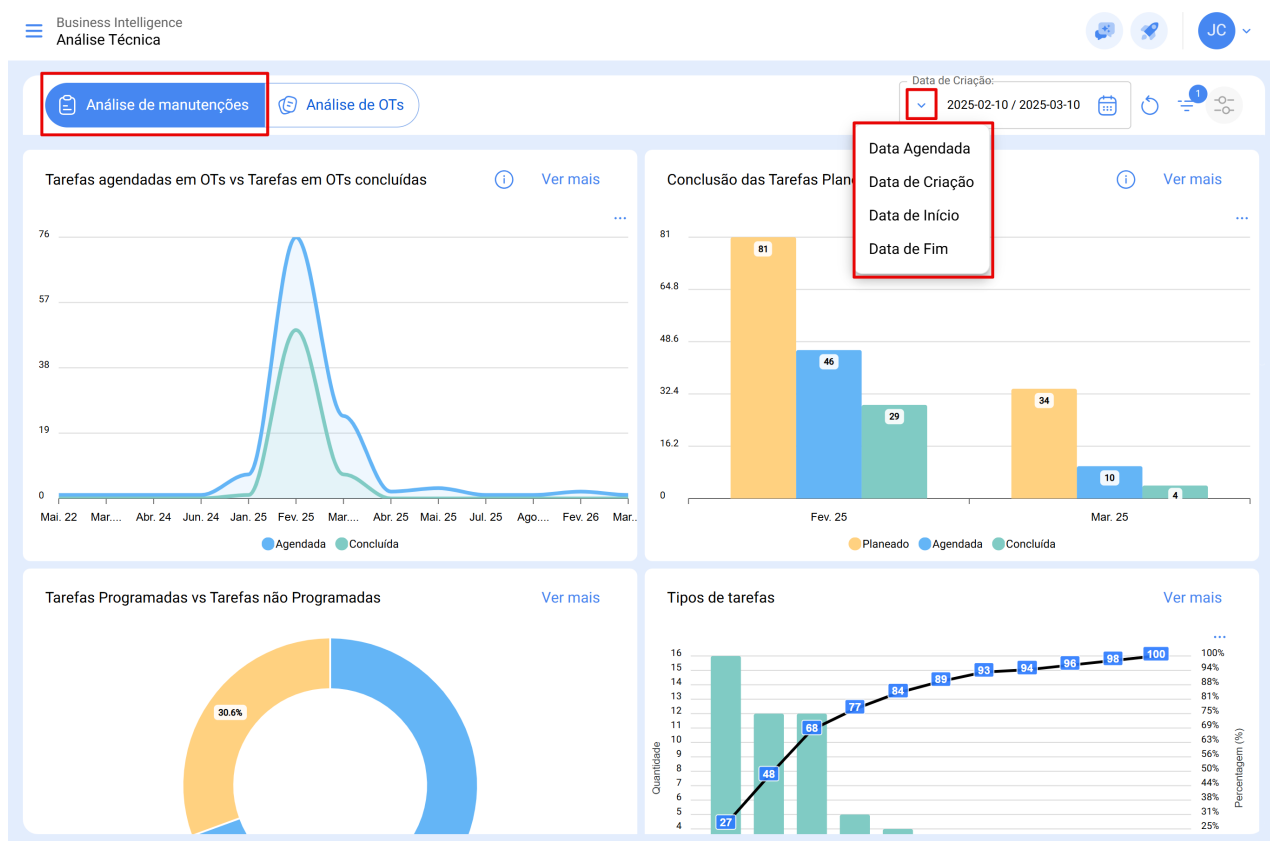 Business Intelligence
Análise Técnica
JC
Análise de manutenções
Análise de OTs
Data de Criação:
2025-02-10 / 2025-03-10
1
Data Agendada
Data de Criação
Data de Início
Data de Fim
Tarefas agendadas em OTs vs Tarefas em OTs concluídas
Ver mais
...
76
57
38
19
0
Mai. 22 Mar.... Abr. 24 Jun. 24 Jan. 25 Fev. 25 Mar.... Abr. 25 Mai. 25 Jul. 25 Ago.... Fev. 26 Mar..
Agendada Concluída
Conclusão das Tarefas Plan
Ver mais
...
81
64.8
48.6
32.4
16.2
0
81
46
29
34
10
4
Fev. 25 Mar. 25
Planeado Agendada Concluída
Tarefas Programadas vs Tarefas não Programadas
Ver mais
30.6%
Tipos de tarefas
Ver mais
...
Quantidade
16
15
14
13
12
11
10
9
8
7
6
5
4
27
48
68
77
84
89
93
94
96
98
100
100%
94%
88%
81%
75%
69%
63%
56%
50%
44%
38%
31%
25%
Percentagem (%)